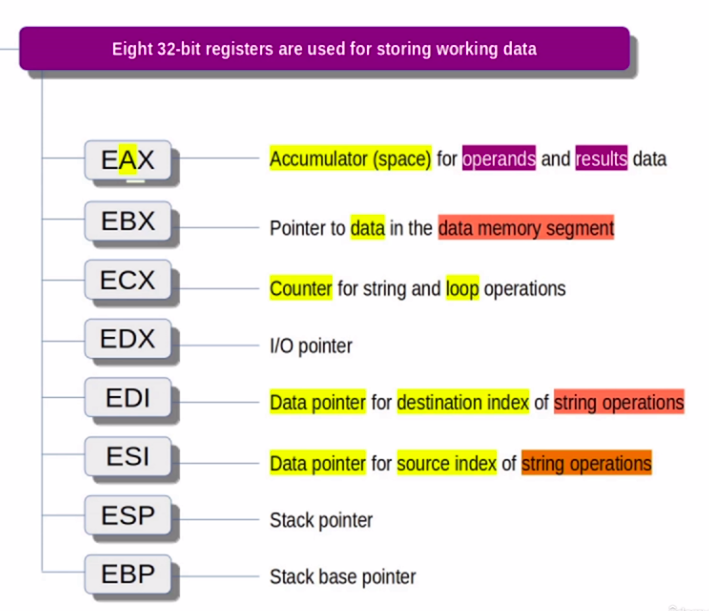 Eight 32-bit registers are used for storing working data
EAX Accumulator (space) for operands and results data
EBX Pointer to data in the data memory segment
ECX Counter for string and loop operations
EDX I/O pointer
EDI Data pointer for destination index of string operations
ESI Data pointer for source index of string operations
ESP Stack pointer
EBP Stack base pointer